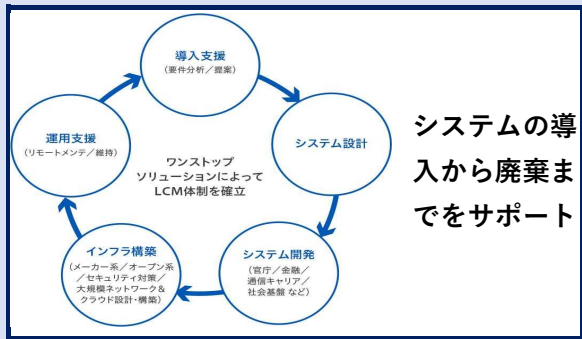 導入支援
(要件分析／提案)
システム設計
システム開発
(官庁／金融／
通信キャリア／
社会基盤 など)
インフラ構築
(メーカー系／オープン系
／セキュリティ対策／
大規模ネットワーク＆
クラウド設計・構築)
運用支援
(リモートメンテ／維持)
ワンストップ
ソリューションによって
LCM体制を確立
システムの導
入から廃棄ま
でをサポート